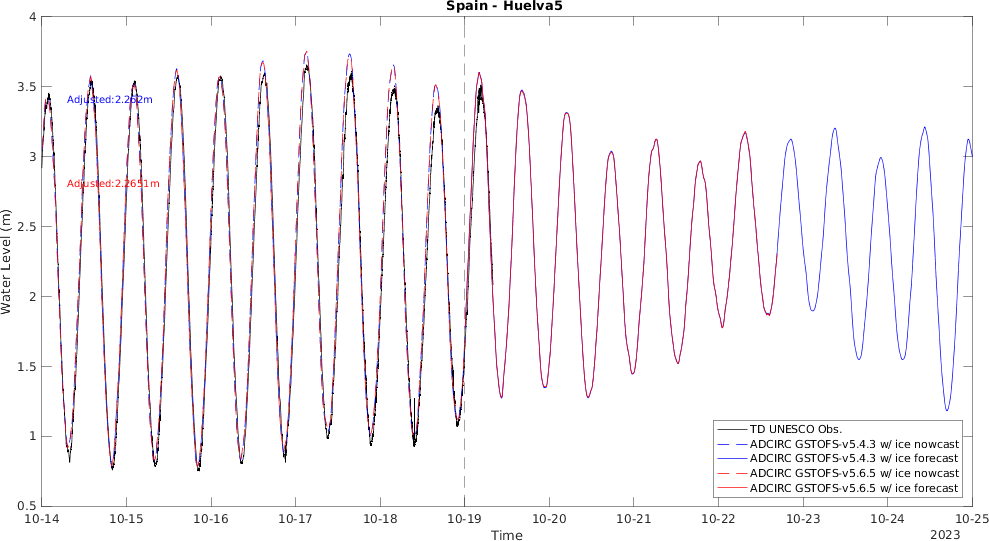 Spain - Huelva5
4
3.5
3
2.5
2
1.5
1
0.5
Water Level (m)
Adjusted:2.262m
Adjusted:2.2651m
TD UNESCO Obs.
ADCIRC GSTOFS-v5.4.3 w/ ice nowcast
ADCIRC GSTOFS-v5.4.3 w/ ice forecast
ADCIRC GSTOFS-v5.6.5 w/ ice nowcast
ADCIRC GSTOFS-v5.6.5 w/ ice forecast
10-14 10-15 10-16 10-17 10-18 10-19 10-20 10-21 10-22 10-23 10-24 10-25
Time
2023